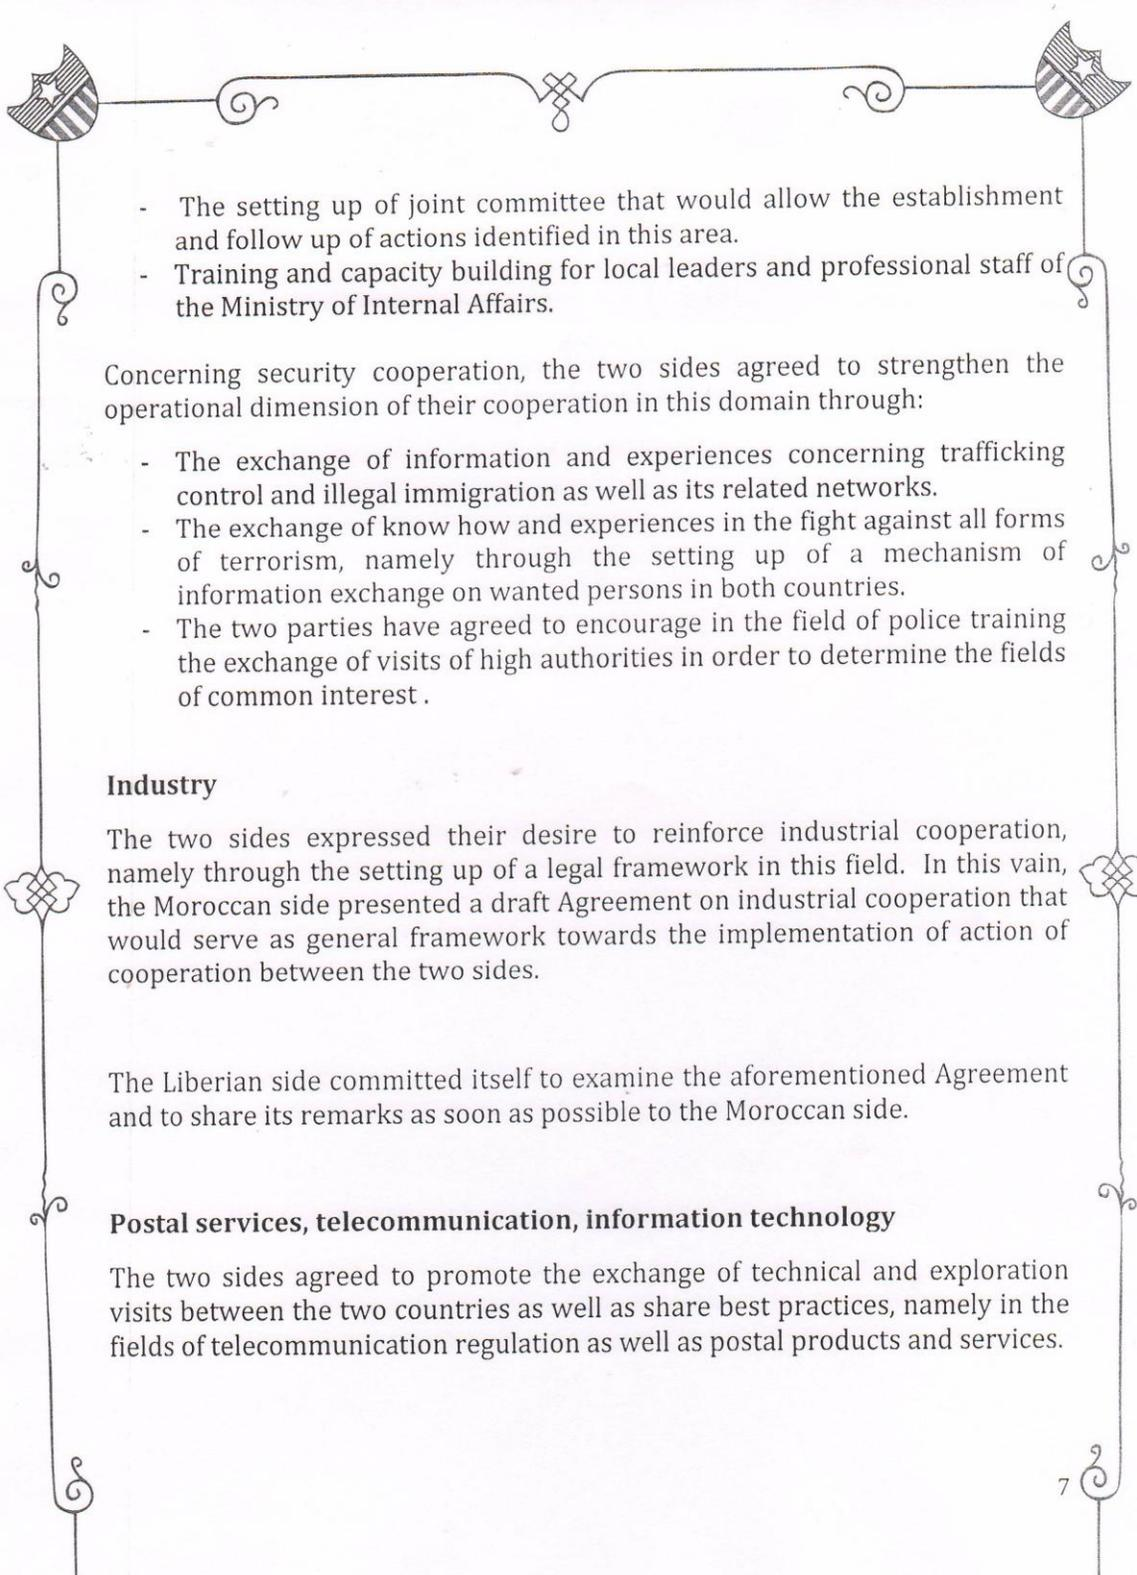 - The setting up of joint committee that would allow the establishment
and follow up of actions identified in this area.
- Training and capacity building for local leaders and professional staff of
the Ministry of Internal Affairs.
Concerning security cooperation, the two sides agreed to strengthen the
operational dimension of their cooperation in this domain through:
- The exchange of information and experiences concerning trafficking
control and illegal immigration as well as its related networks.
- The exchange of know how and experiences in the fight against all forms
of terrorism, namely through the setting up of a mechanism of
information exchange on wanted persons in both countries.
- The two parties have agreed to encourage in the field of police training
the exchange of visits of high authorities in order to determine the fields
of common interest .
Industry
The two sides expressed their desire to reinforce industrial cooperation,
namely through the setting up of a legal framework in this field. In this vain,
the Moroccan side presented a draft Agreement on industrial cooperation that
would serve as general framework towards the implementation of action of
cooperation between the two sides.
The Liberian side committed itself to examine the aforementioned Agreement
and to share its remarks as soon as possible to the Moroccan side.
Postal services, telecommunication, information technology
The two sides agreed to promote the exchange of technical and exploration
visits between the two countries as well as share best practices, namely in the
fields of telecommunication regulation as well as postal products and services.
7